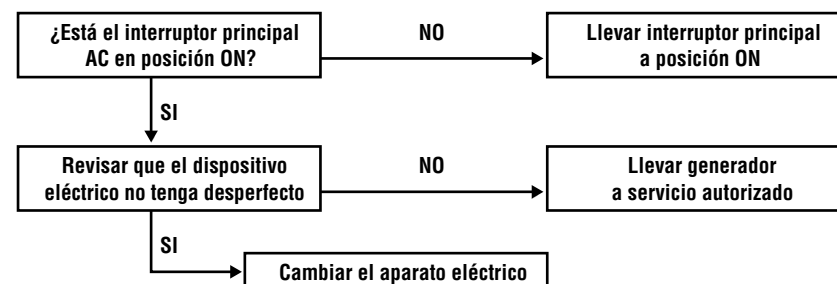 ¿Está el interruptor principal
AC en posición ON?
NO
Llevar interruptor principal
a posición ON
SI
Revisar que el dispositivo
eléctrico no tenga desperfecto
NO
Llevar generador
a servicio autorizado
SI
Cambiar el aparato eléctrico